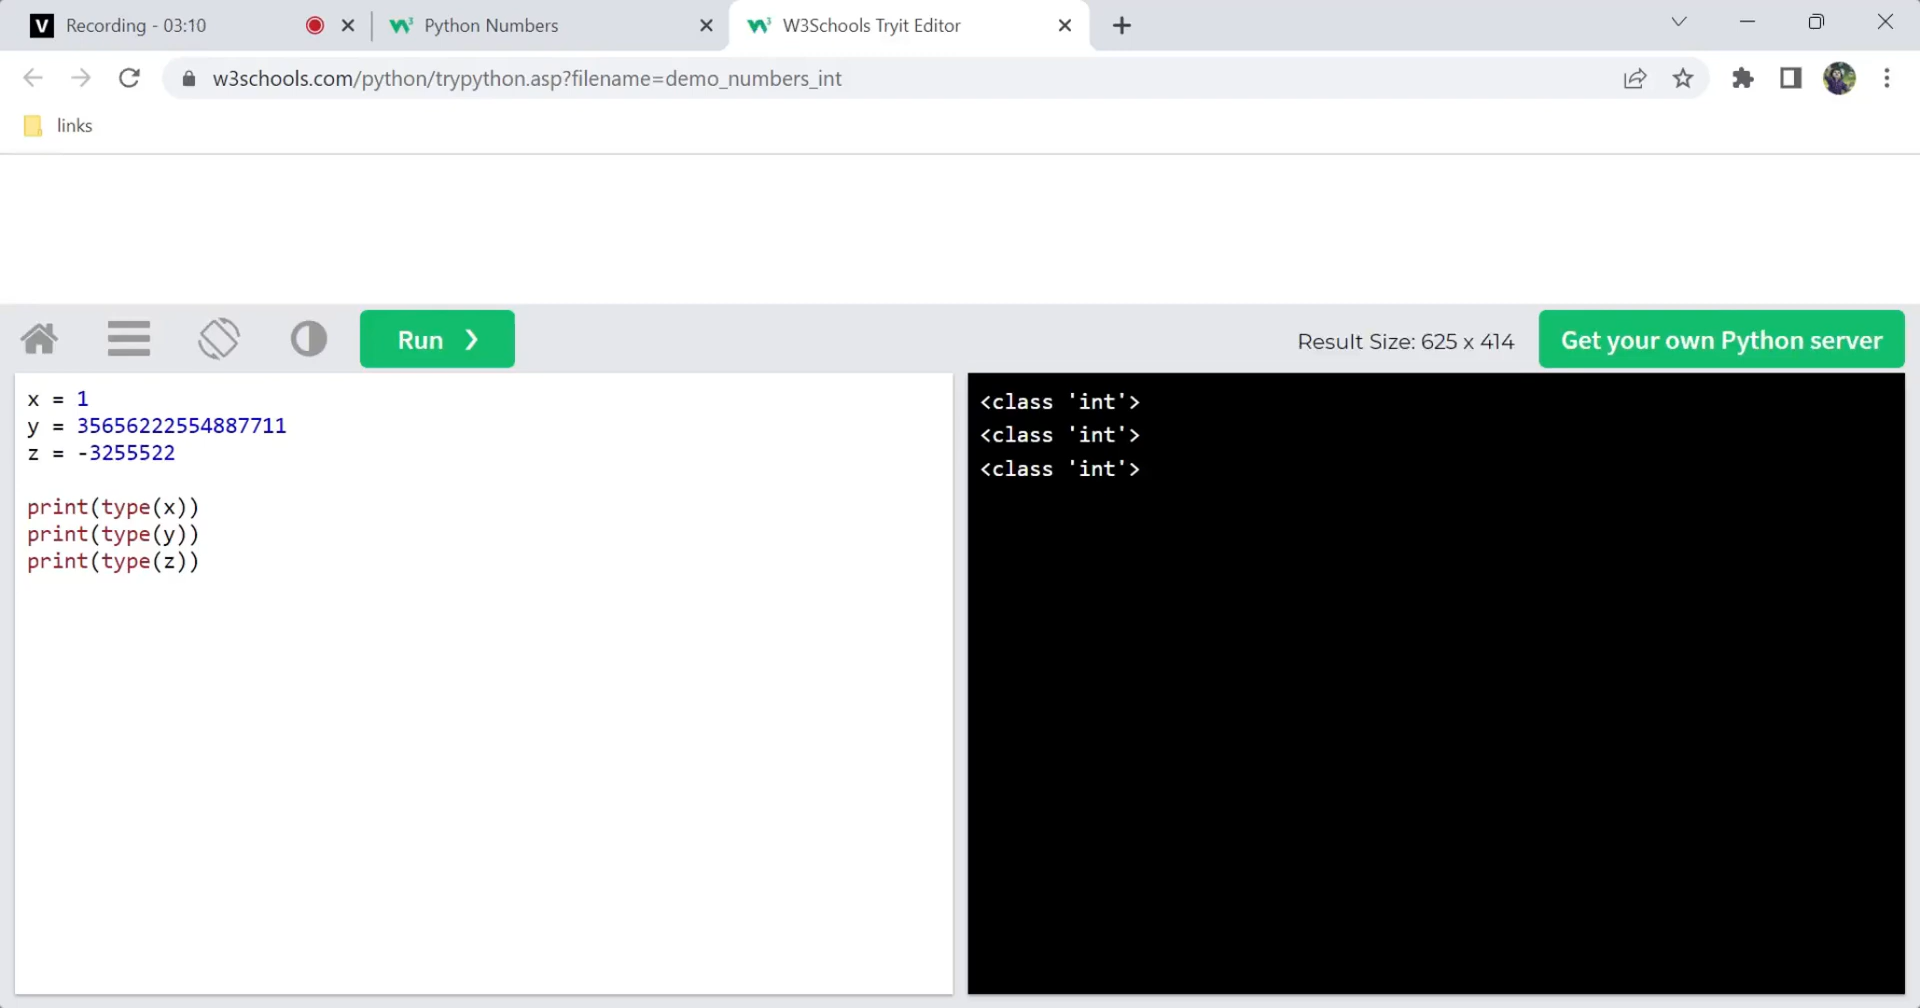 V Recording - 03:10
Python Numbers
W3Schools Tryit Editor
w3schools.com/python/trypython.asp?filename=demo_numbers_int
links
Run ❯
Result Size: 625 x 414
Get your own Python server
x = 1
y = 35656222554887711
z = -3255522
print(type(x))
print(type(y))
print(type(z))
<class 'int'>
<class 'int'>
<class 'int'>